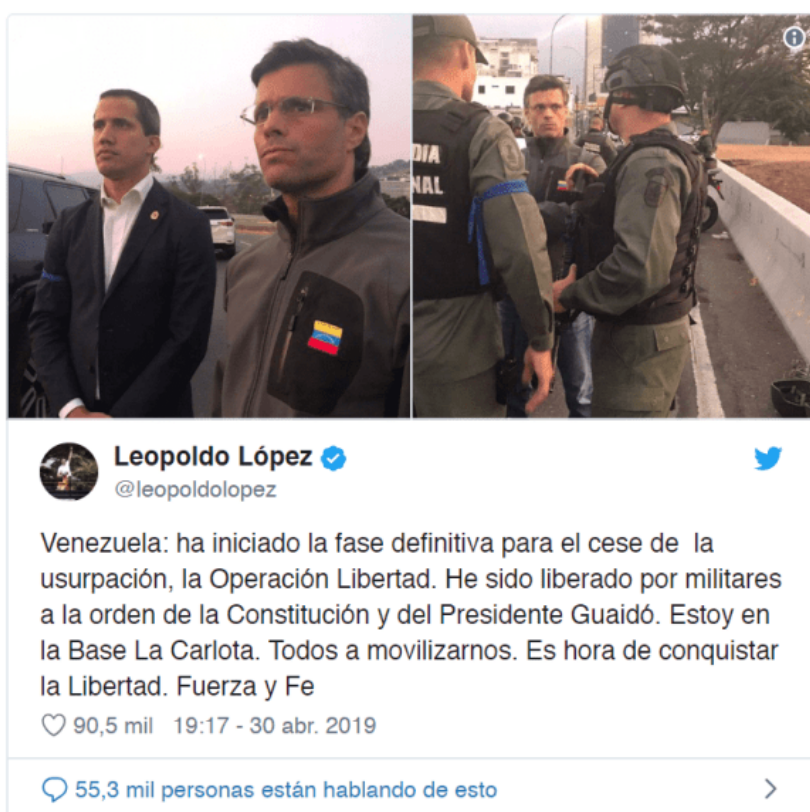 DIA
NAL
Leopoldo López
@leopoldolopez
Venezuela: ha iniciado la fase definitiva para el cese de la
usurpación, la Operación Libertad. He sido liberado por militares
a la orden de la Constitución y del Presidente Guaidó. Estoy en
la Base La Carlota. Todos a movilizarnos. Es hora de conquistar
la Libertad. Fuerza y Fe
90,5 mil 19:17 - 30 abr. 2019
55,3 mil personas están hablando de esto